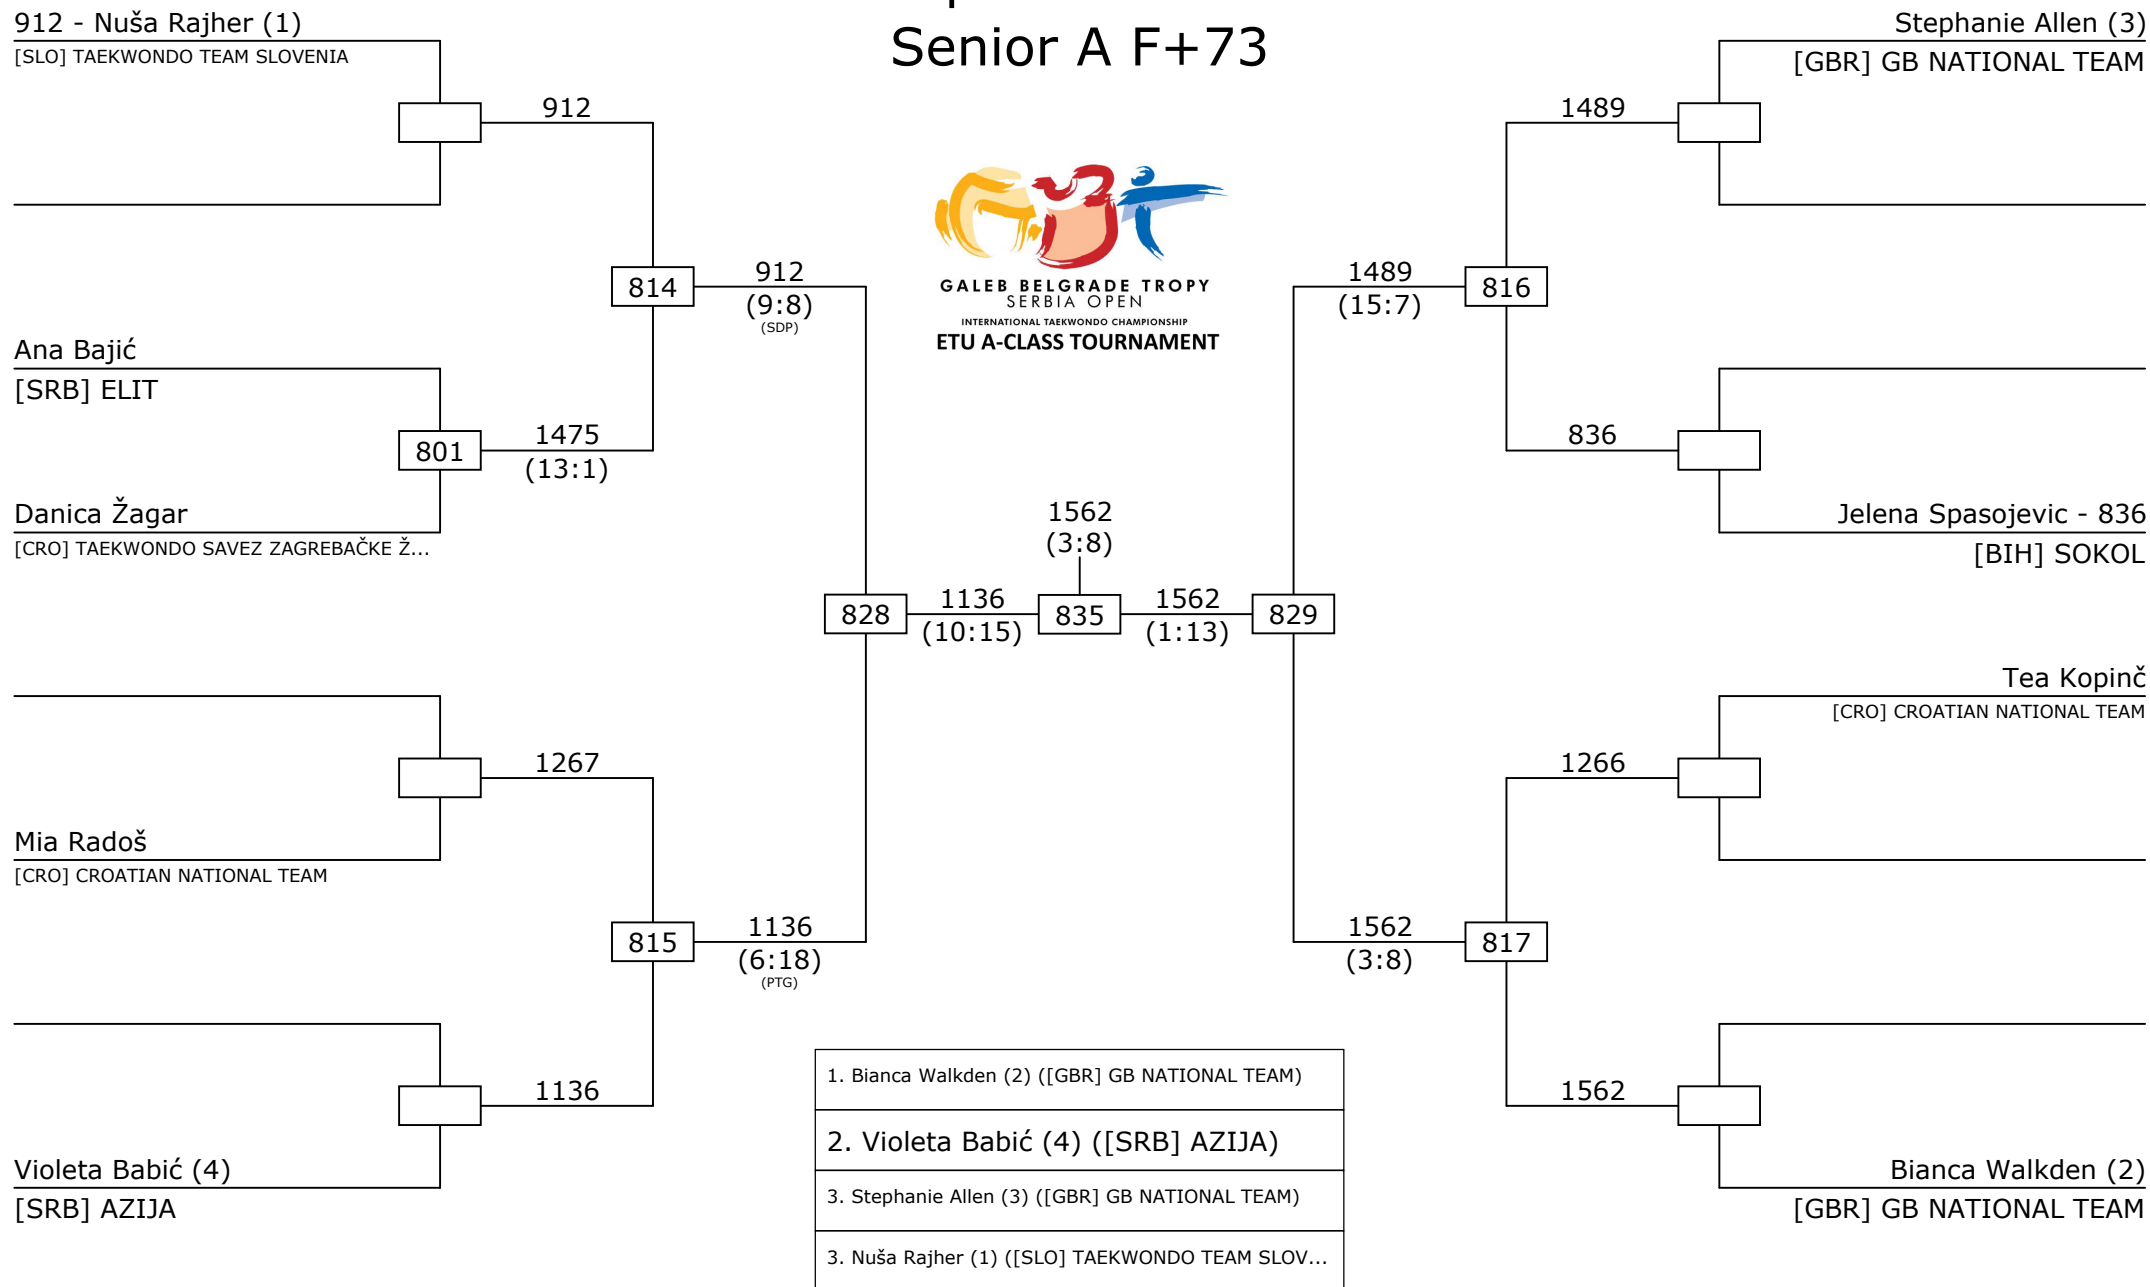 Senior A F+73
912 - Nuša Rajher (1)
[SLO] TAEKWONDO TEAM SLOVENIA
912
Ana Bajić
[SRB] ELIT
801
1475
(13:1)
Danica Žagar
[CRO] TAEKWONDO SAVEZ ZAGREBAČKE Ž...
814
912
(9:8)
(SDP)
1267
Mia Radoš
[CRO] CROATIAN NATIONAL TEAM
815
1136
(6:18)
(PTG)
1136
Violeta Babić (4)
[SRB] AZIJA
GALEB BELGRADE TROPY
SERBIA OPEN
INTERNATIONAL TAEKWONDO CHAMPIONSHIP
ETU A-CLASS TOURNAMENT
828
1136
(10:15)
1562
(3:8)
835
1562
(1:13)
829
Stephanie Allen (3)
[GBR] GB NATIONAL TEAM
1489
1489
(15:7)
816
836
Jelena Spasojevic - 836
[BIH] SOKOL
Tea Kopinč
[CRO] CROATIAN NATIONAL TEAM
1266
1562
(3:8)
817
1562
Bianca Walkden (2)
[GBR] GB NATIONAL TEAM
1. Bianca Walkden (2) ([GBR] GB NATIONAL TEAM)
2. Violeta Babić (4) ([SRB] AZIJA)
3. Stephanie Allen (3) ([GBR] GB NATIONAL TEAM)
3. Nuša Rajher (1) ([SLO] TAEKWONDO TEAM SLOV...